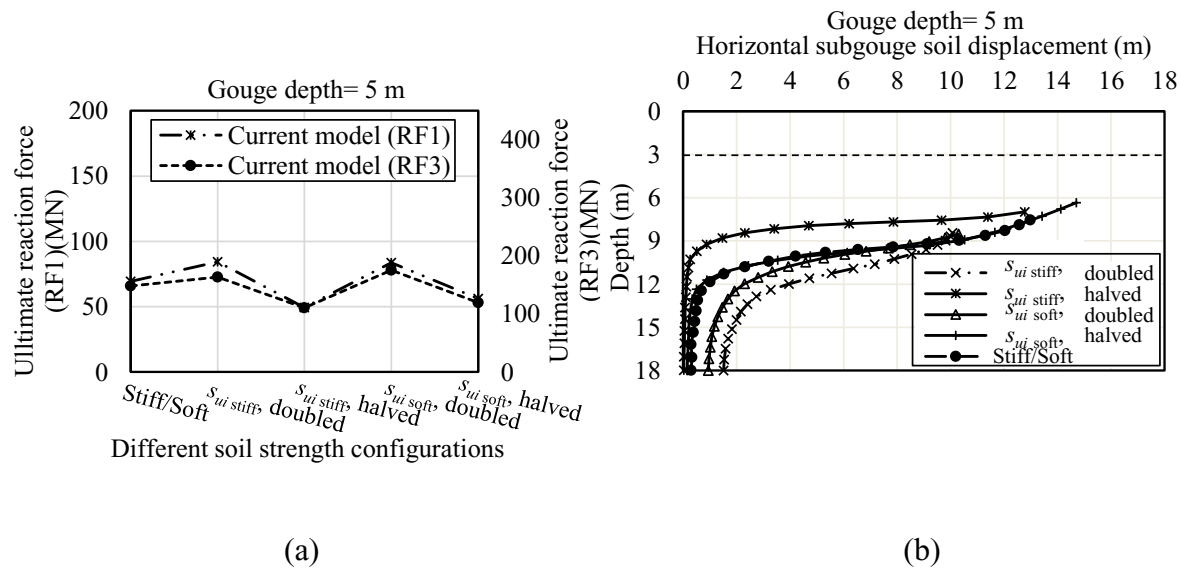 Gouge depth= 5 m
200
150
100
50
0
Ulltimate reaction force
(RF1)(MN)
Current model (RF1)
Current model (RF3)
400
300
200
100
0
Ultimate reaction force
(RF3)(MN)
Stiff/Soft
sui stiff, doubled
sui stiff, halved
sui soft, doubled
sui soft, halved
Different soil strength configurations
(a)
Gouge depth= 5 m
Horizontal subgouge soil displacement (m)
0 2 4 6 8 10 12 14 16 18
0
3
6
9
12
15
18
Depth (m)
sui stiff, doubled
sui stiff, halved
sui soft, doubled
sui soft, halved
Stiff/Soft
(b)